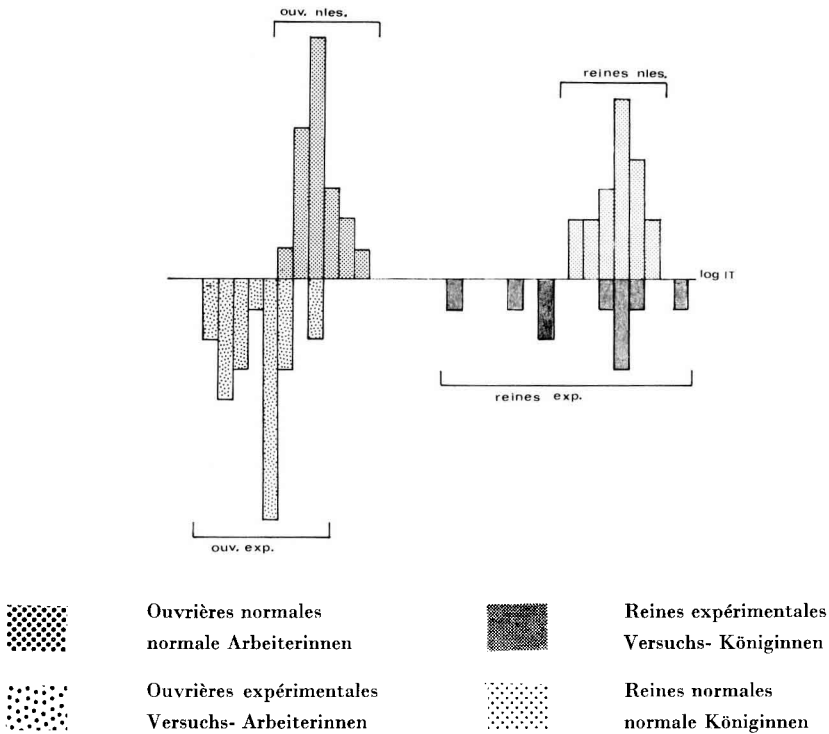 ouv. nles.
reines nles.
log IT
reines exp.
ouv. exp.
Ouvrières normales
normale Arbeiterinnen
Reines expérimentales
Versuchs- Königinnen
Ouvrières expérimentales
Versuchs- Arbeiterinnen
Reines normales
normale Königinnen